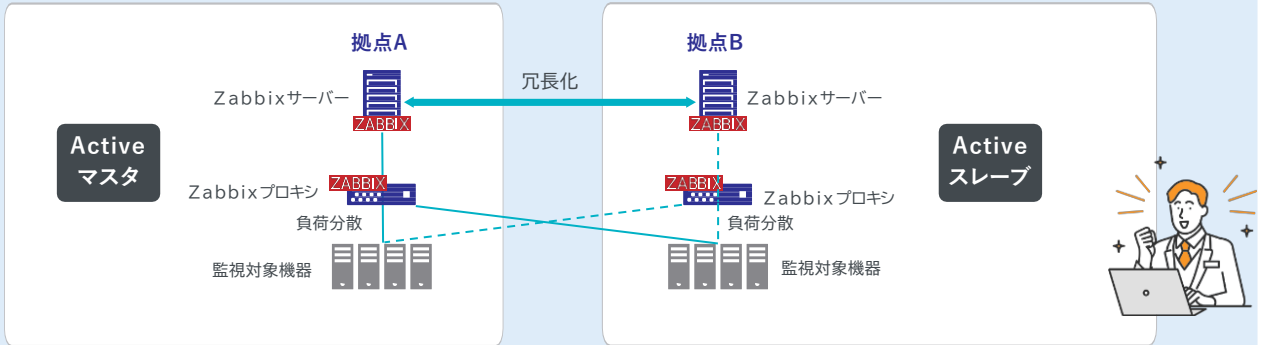 拠点A
拠点B
冗長化
Zabbixサーバー
Zabbixサーバー
ZABBIX
ZABBIX
Active
マスタ
Active
スレーブ
ZABBIX
ZABBIX
Zabbixプロキシ
Zabbixプロキシ
負荷分散
負荷分散
監視対象機器
監視対象機器